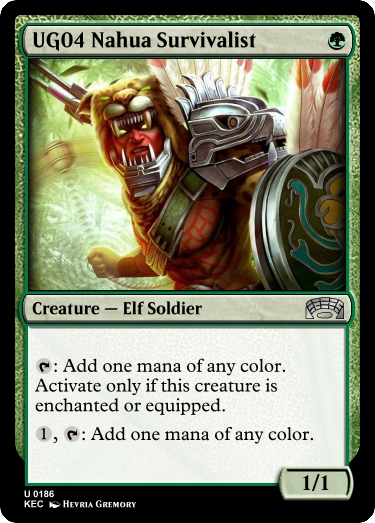 UG04 Nahua Survivalist
Creature — Elf Soldier
: Add one mana of any color.
Activate only if this creature is
enchanted or equipped.
1, : Add one mana of any color.
1/1
U 0186
KEC Hevria Gremory